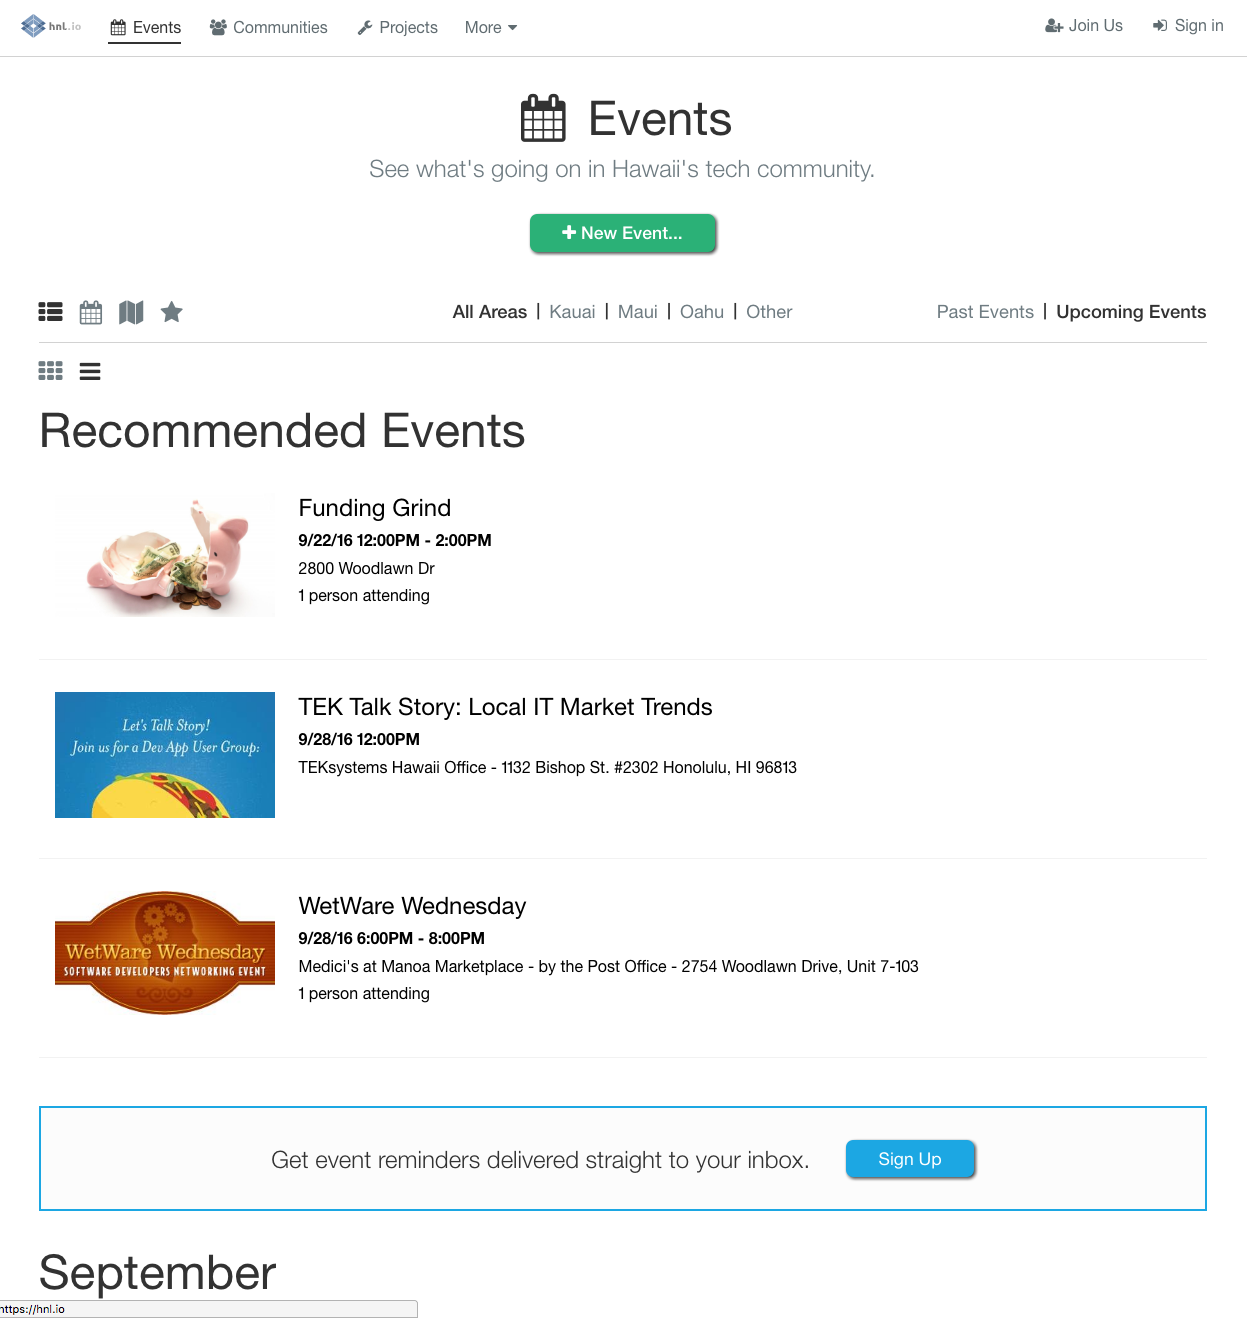 hnl.io
Events
Communities
Projects
More
Join Us
Sign in
Events
See what's going on in Hawaii's tech community.
New Event...
All Areas | Kauai | Maui | Oahu | Other
Past Events | Upcoming Events
Recommended Events
Funding Grind
9/22/16 12:00PM - 2:00PM
2800 Woodlawn Dr
1 person attending
Let's Talk Story!
Join us for a Dev App User Group:
TEK Talk Story: Local IT Market Trends
9/28/16 12:00PM
TEKsystems Hawaii Office - 1132 Bishop St. #2302 Honolulu, HI 96813
WetWare Wednesday
SOFTWARE DEVELOPERS NETWORKING EVENT
WetWare Wednesday
9/28/16 6:00PM - 8:00PM
Medici's at Manoa Marketplace - by the Post Office - 2754 Woodlawn Drive, Unit 7-103
1 person attending
Get event reminders delivered straight to your inbox.
Sign Up
September
https://hnl.io